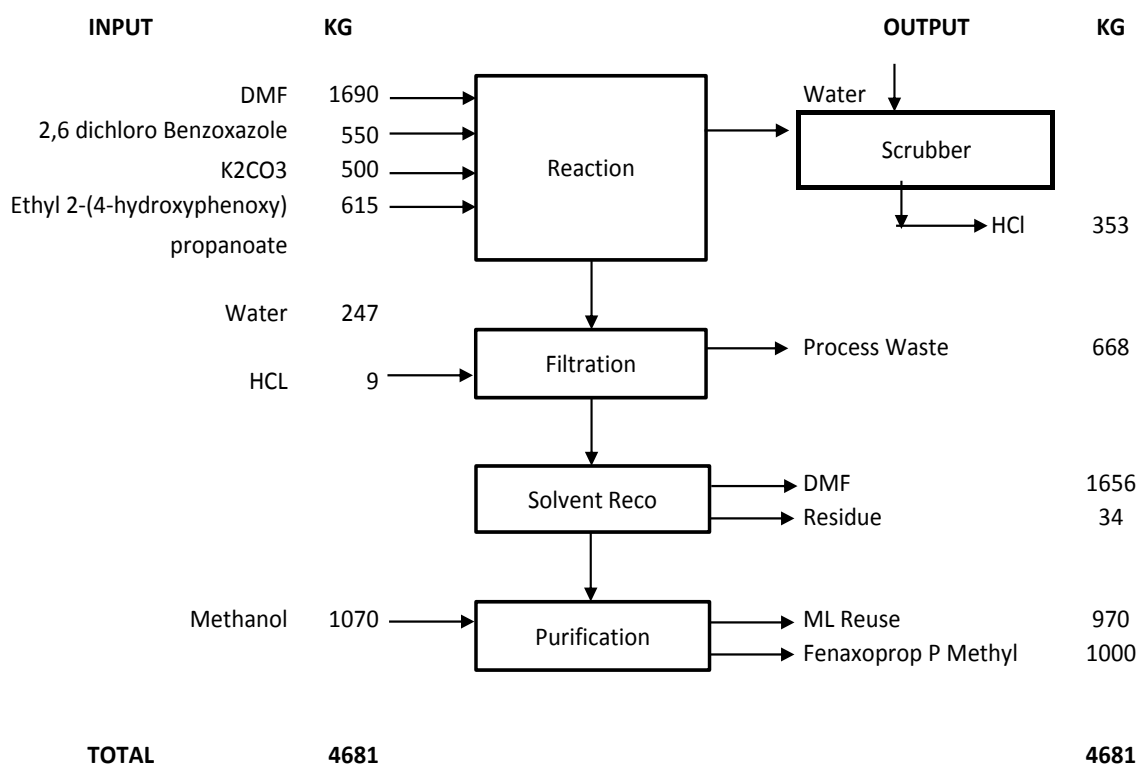 INPUT KG OUTPUT KG
DMF 1690
Water
2,6 dichloro Benzoxazole 550
Scrubber
K2CO3 500
Reaction
Ethyl 2-(4-hydroxyphenoxy) 615
propanoate
HCl 353
Water 247
Filtration
Process Waste 668
HCL 9
Solvent Reco
DMF 1656
Residue 34
Methanol 1070
Purification
ML Reuse 970
Fenaxoprop P Methyl 1000
TOTAL 4681 4681